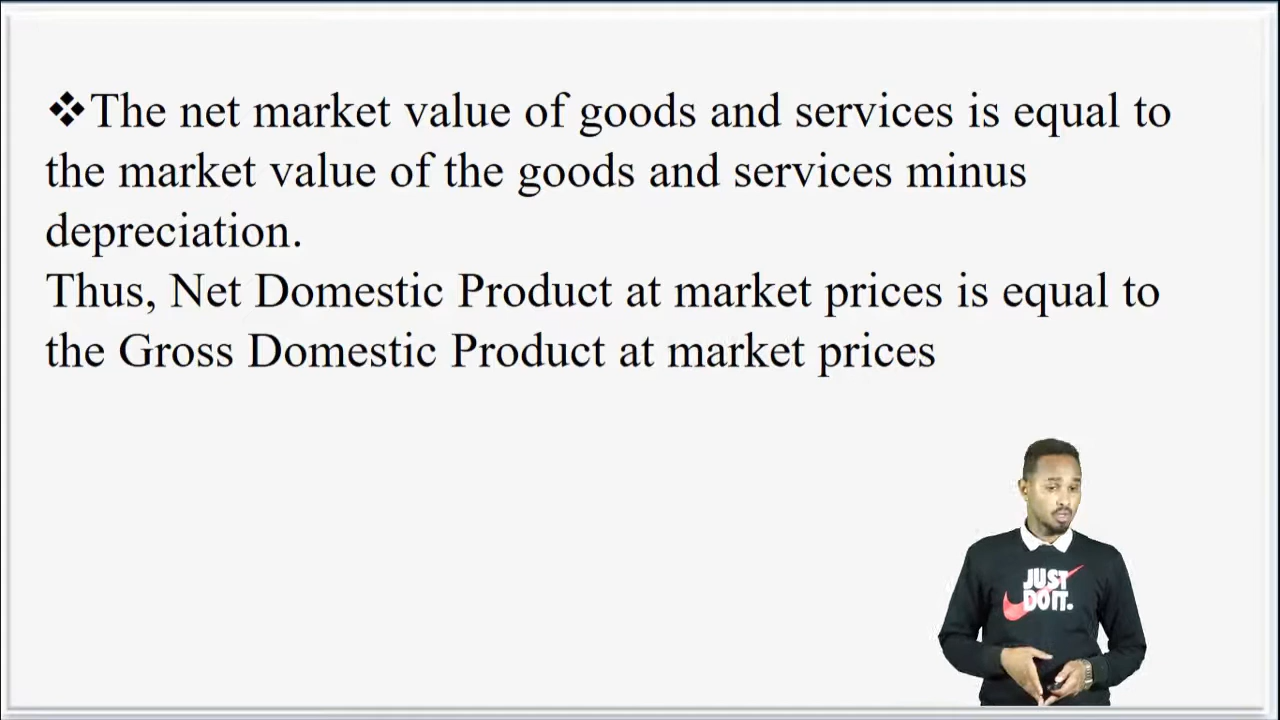 ❖The net market value of goods and services is equal to
the market value of the goods and services minus
depreciation.
Thus, Net Domestic Product at market prices is equal to
the Gross Domestic Product at market prices
JUST
DO IT.